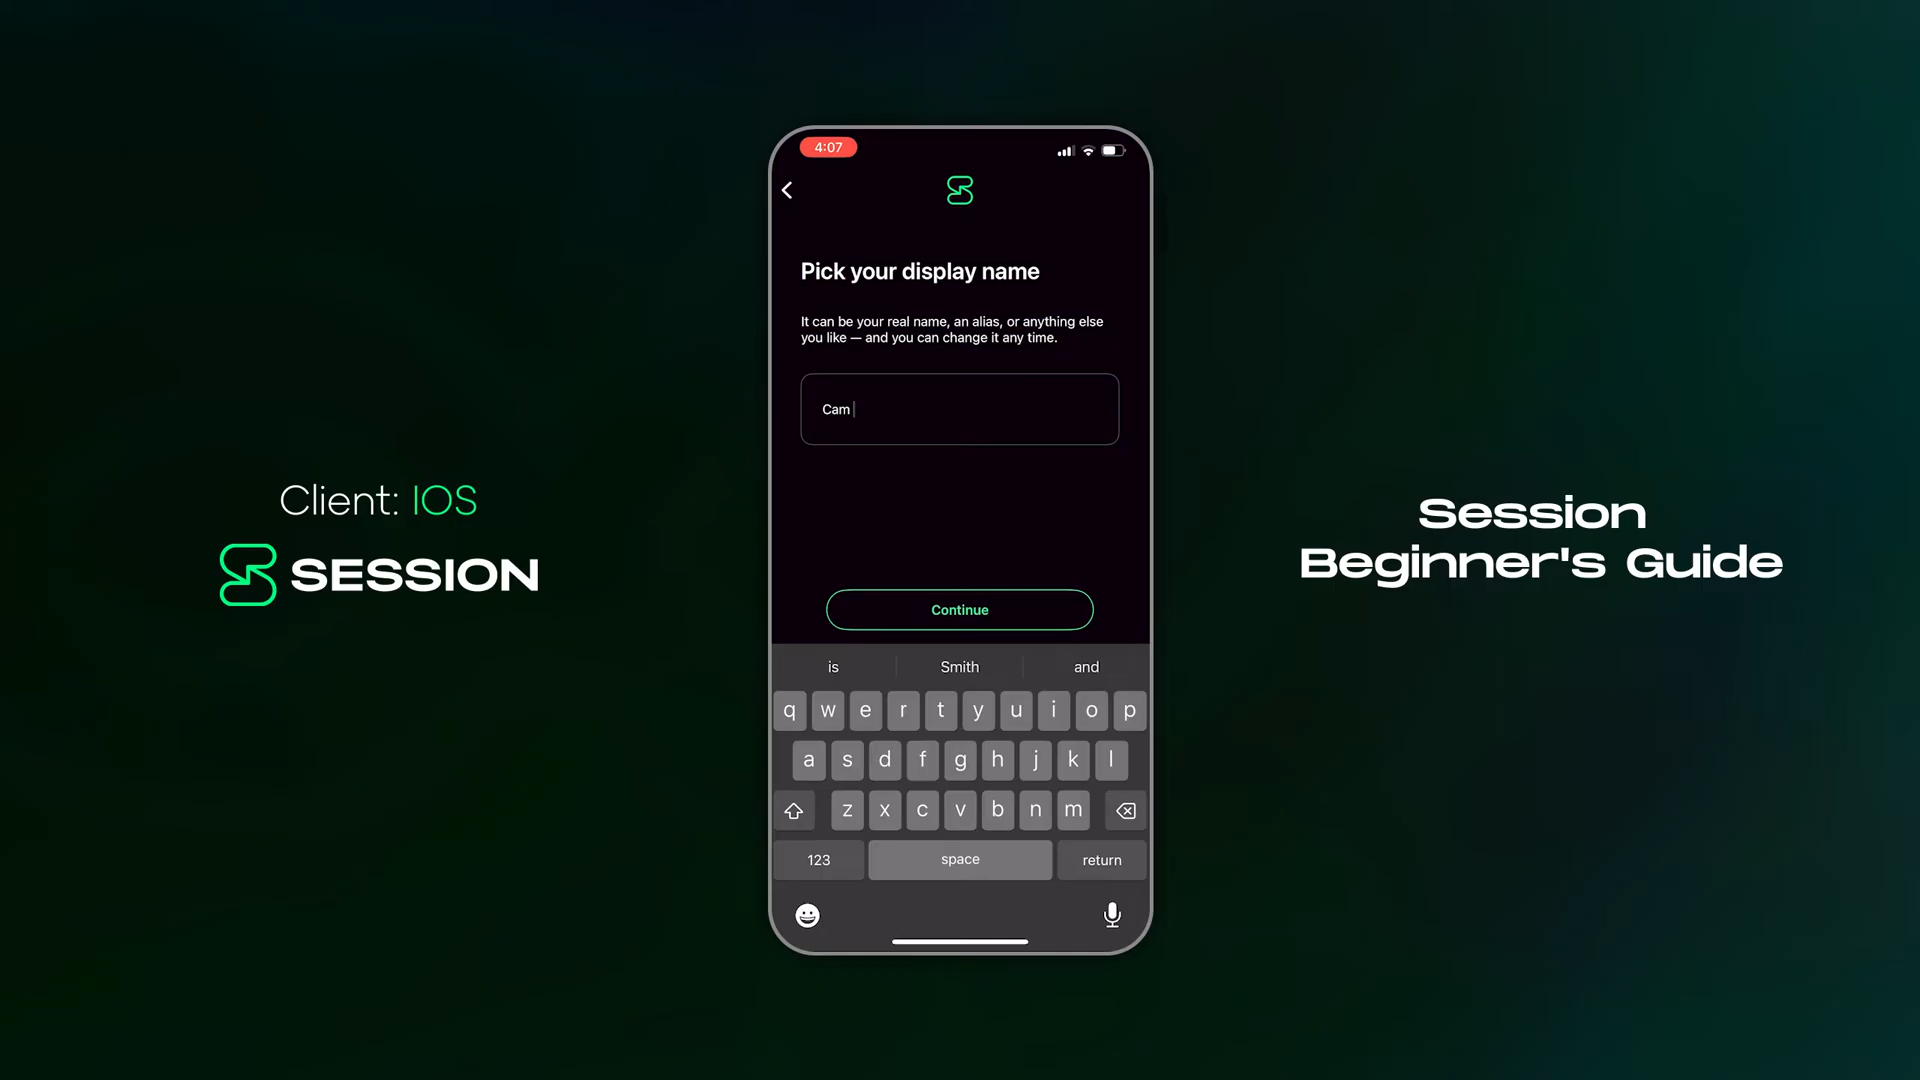 4:07
Pick your display name
It can be your real name, an alias, or anything else
you like — and you can change it any time.
Cam
Continue
is Smith and
q w e r t y u i o p
a s d f g h j k l
z x c v b n m
123 space return
Client: IOS
SESSION
Session
Beginner's Guide